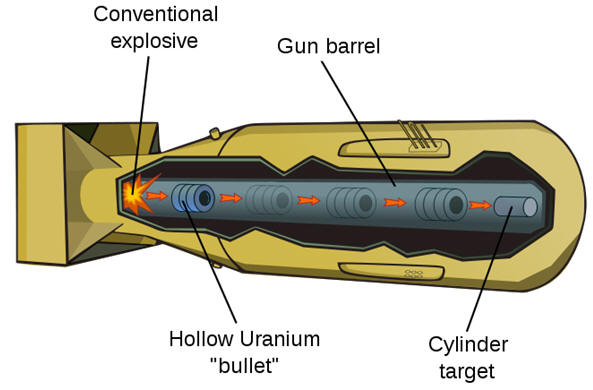 Conventional
explosive
Gun barrel
Hollow Uranium
"bullet"
Cylinder
target